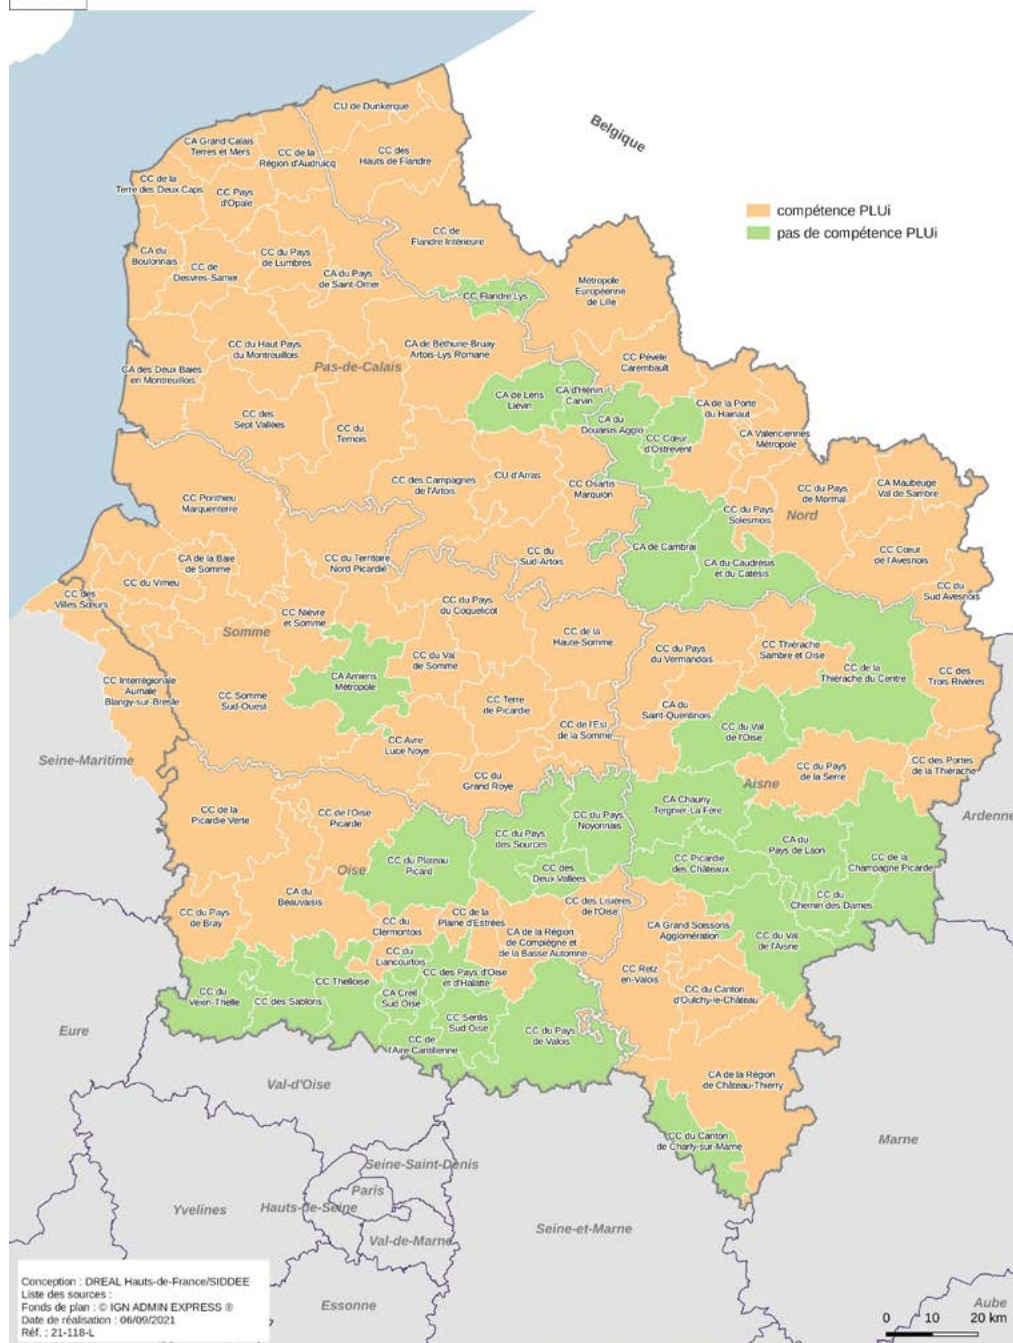 CU de Dunkerque
Belgique
CA Grand Calais
Terres et Mers
CC de la
Région d'Audruicq
CC des
Hauts de Flandre
CC de la
Terre des Deux Caps
CC Pays
d'Opale
compétence PLUi
pas de compétence PLUi
CC de
Flandre Intérieure
CA du
Boulonnais
CC de
Desvres-Samer
CC du Pays
de Lumbres
CA du Pays
de Saint-Omer
CC Flandre Lys
Métropole
Européenne
de Lille
CC du Haut Pays
du Montreuillois
CA de Béthune-Bruay
Artois-Lys Romane
Pas-de-Calais
CA des Deux Baies
en Montreuillois
CC Pévèle
Carembault
CA de Lens
Liévin
CA d'Hénin
Carvin
CA de la Porte
du Hainaut
CC des
Sept Vallées
CC du
Ternois
CA du
Douaisis Agglo
CC Cœur
d'Ostrevent
CA Valenciennes
Métropole
CC des Campagnes
de l'Artois
CU d'Arras
CC Osartis
Marquion
CC du Pays
de Mormal
CA Maubeuge
Val de Sambre
CC Ponthieu
Marquenterre
CC du Pays
Solesmois
Nord
CC du
Sud-Artois
CA de Cambrai
CC Cœur
de l'Avesnois
CA de la Baie
de Somme
CC du Territoire
Nord Picardie
CA du Caudrésis
et du Catésis
CC du Vimeu
CC des
Villes Sœurs
CC du
Sud Avesnois
CC Nièvre
et Somme
CC du Pays
du Coquelicot
Somme
CC de la
Haute-Somme
CC du Pays
du Vermandois
CC Thiérache
Sambre et Oise
CC du Val
de Somme
CC de la
Thiérache du Centre
CC des
Trois Rivières
CC Interrégionale
Aumale
Blangy-sur-Bresle
CA Amiens
Métropole
CC Somme
Sud-Ouest
CC Terre
de Picardie
CA du
Saint-Quentinois
CC du Val
de l'Oise
CC de l'Est
de la Somme
CC Avre
Luce Noye
Seine-Maritime
CC du
Grand Roye
CC du Pays
de la Serre
CC des Portes
de la Thiérache
Aisne
CC de la
Picardie Verte
CC de l'Oise
Picarde
CA Chauny
Tergnier-La Fère
CC du Pays
Noyonnais
CC du Pays
des Sources
CA du
Pays de Laon
Ardenne
CC du Plateau
Picard
Oise
CC des
Deux Vallées
CC Picardie
des Châteaux
CC de la
Champagne Picarde
CA du
Beauvaisis
CC du
Chemin des Dames
CC du Pays
de Bray
CC du
Clermontois
CC de la
Plaine d'Estrées
CC des Lisières
de l'Oise
CA Grand Soissons
Agglomération
CC du Val
de l'Aisne
CA de la Région
de Compiègne et
de la Basse Automne
CC du
Liancourtois
CC des Pays d'Oise
et d'Halatte
CC Retz
en-Valois
CC Thelloise
CC du
Vexin-Thelle
CC des Sablons
CA Creil
Sud Oise
CC du Canton
d'Oulchy-le-Château
CC Senlis
Sud Oise
CC du Pays
de Valois
CC de
l'Aire Cantilienne
Eure
Val-d'Oise
CA de la Région
de Château-Thierry
CC du Canton
de Charly-sur-Marne
Marne
Seine-Saint-Denis
Paris
Yvelines
Hauts-de-Seine
Val-de-Marne
Seine-et-Marne
Essonne
Aube
Conception : DREAL Hauts-de-France/SIDDEE
Liste des sources :
Fonds de plan : © IGN ADMIN EXPRESS ®
Date de réalisation : 06/09/2021
Réf. : 21-118-L
0 10 20 km